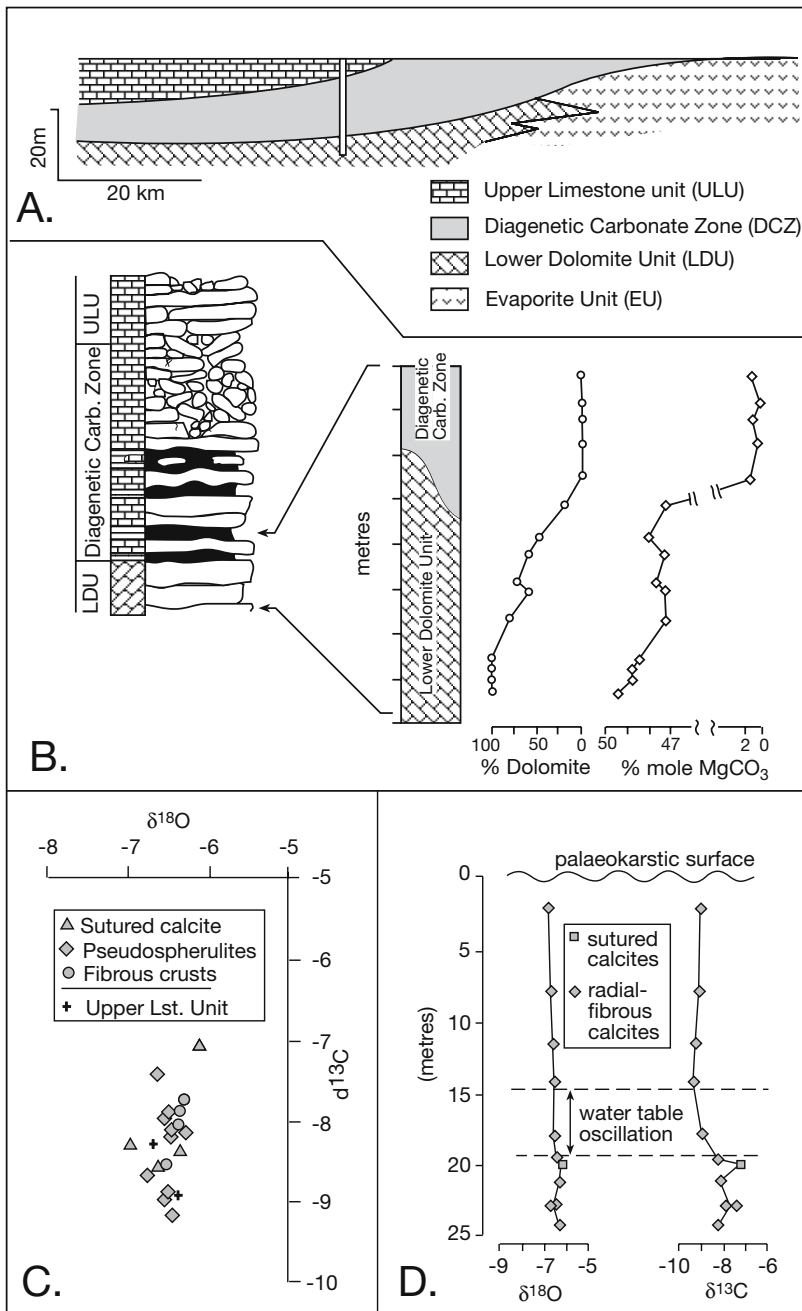 A.
20m
20 km
Upper Limestone unit (ULU)
Diagenetic Carbonate Zone (DCZ)
Lower Dolomite Unit (LDU)
Evaporite Unit (EU)
B.
ULU
Diagenetic Carb. Zone
LDU
metres
Diagenetic
Carb. Zone
Lower Dolomite Unit
100 50 0
% Dolomite
50 47 2 0
% mole MgCO3
C.
δ18O
-8 -7 -6 -5
-5
-6
-7
-8
-9
-10
d13C
Sutured calcite
Pseudospherulites
Fibrous crusts
Upper Lst. Unit
D.
palaeokarstic surface
0
5
10
15
20
25
(metres)
sutured
calcites
radial-
fibrous
calcites
water table
oscillation
-9 -7 -5
δ18O
-10 -8 -6
δ13C